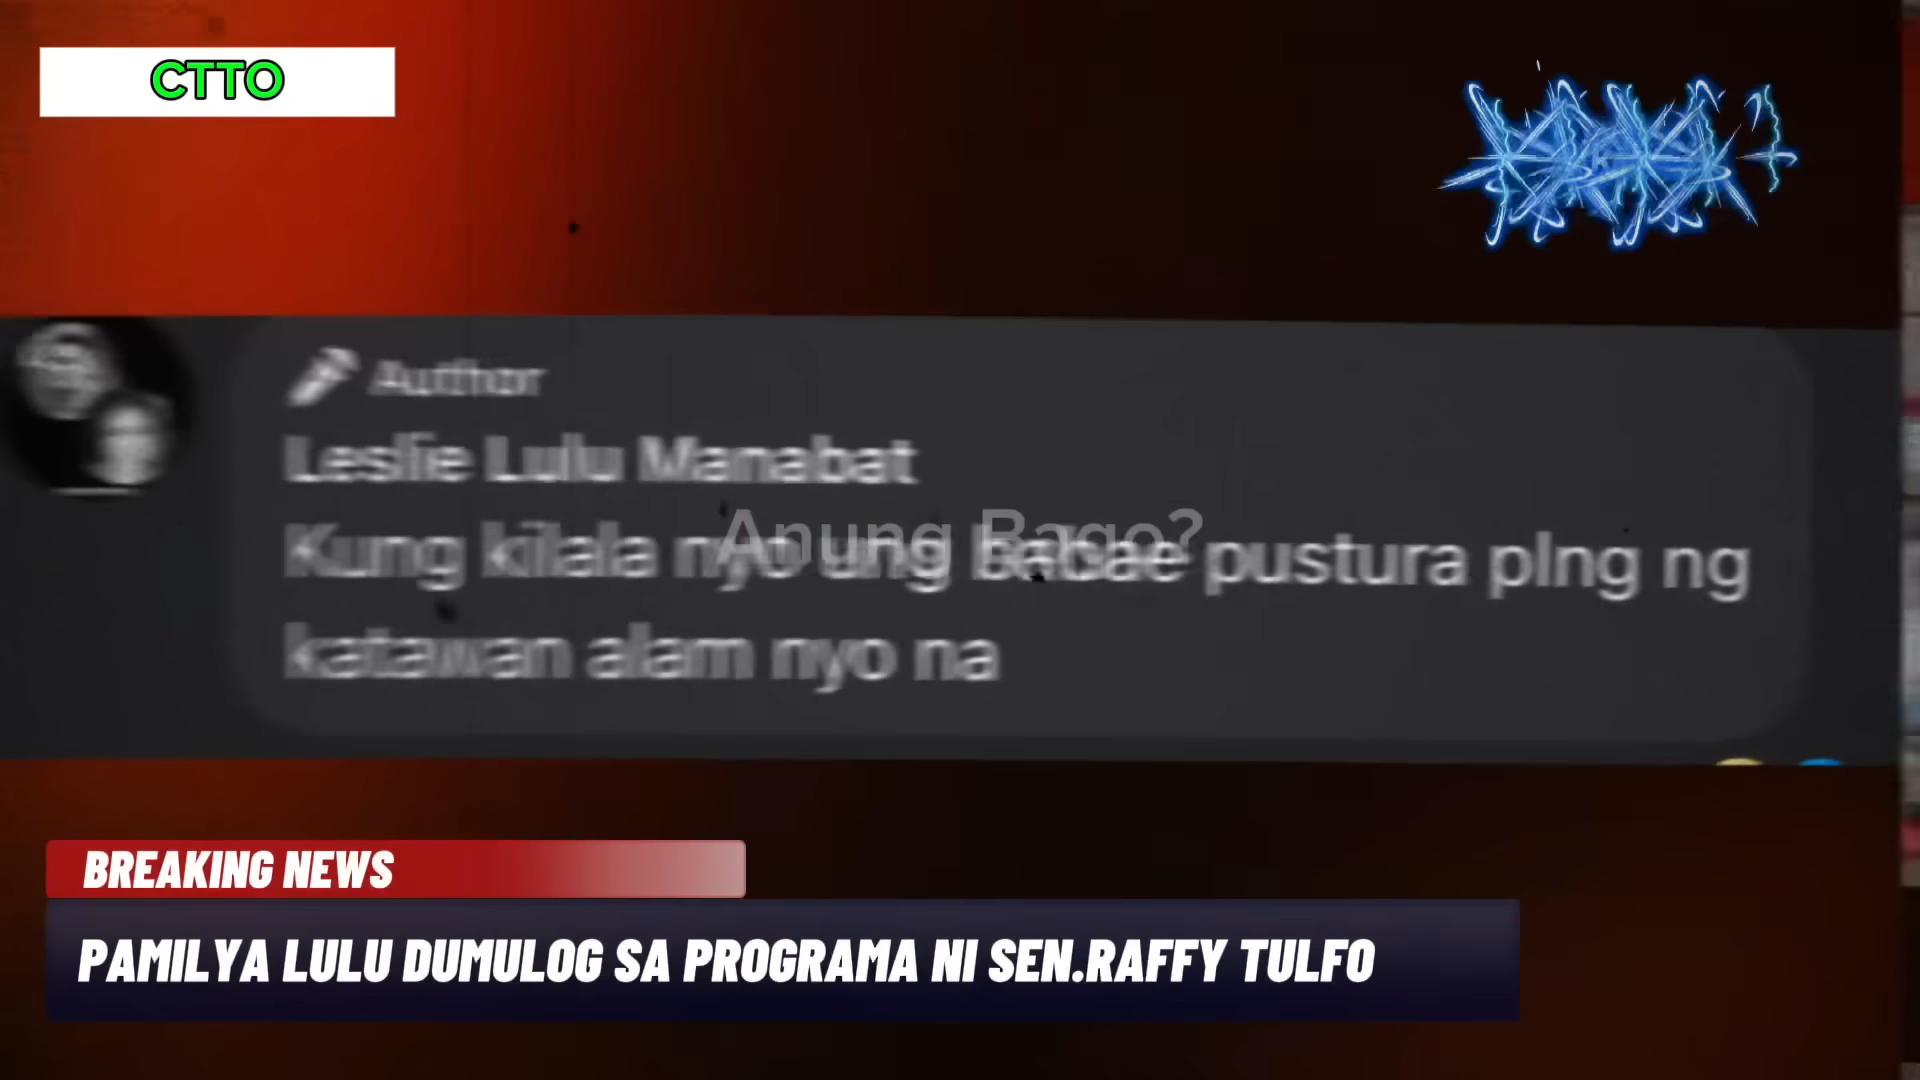 CTTO
Author
Leslie Lulu Manabat
Kung kilala nyo ung babae pustura plng ng
Anung Bago?
katawan alam nyo na
BREAKING NEWS
PAMILYA LULU DUMULOG SA PROGRAMA NI SEN.RAFFY TULFO